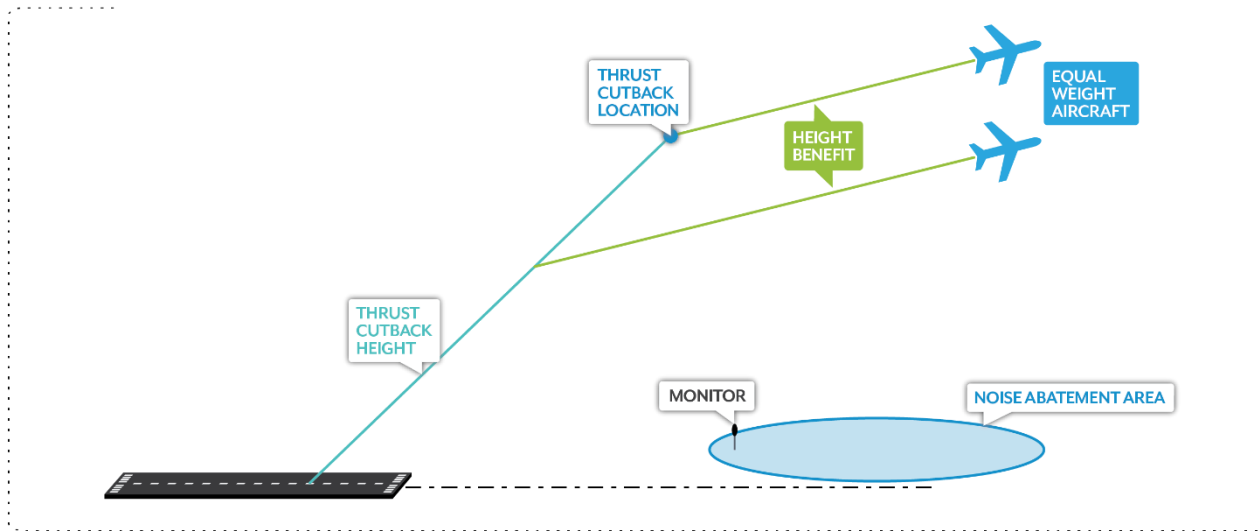 THRUST
CUTBACK
LOCATION
EQUAL
WEIGHT
AIRCRAFT
HEIGHT
BENEFIT
THRUST
CUTBACK
HEIGHT
MONITOR
NOISE ABATEMENT AREA